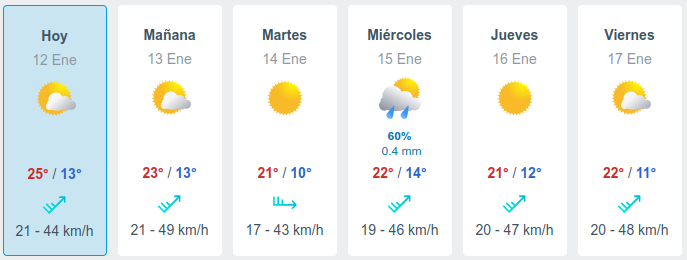 Hoy
12 Ene
25° / 13°
21 - 44 km/h
Mañana
13 Ene
23° / 13°
21 - 49 km/h
Martes
14 Ene
21° / 10°
17 - 43 km/h
Miércoles
15 Ene
60%
0.4 mm
22° / 14°
19 - 46 km/h
Jueves
16 Ene
21° / 12°
20 - 47 km/h
Viernes
17 Ene
22° / 11°
20 - 48 km/h